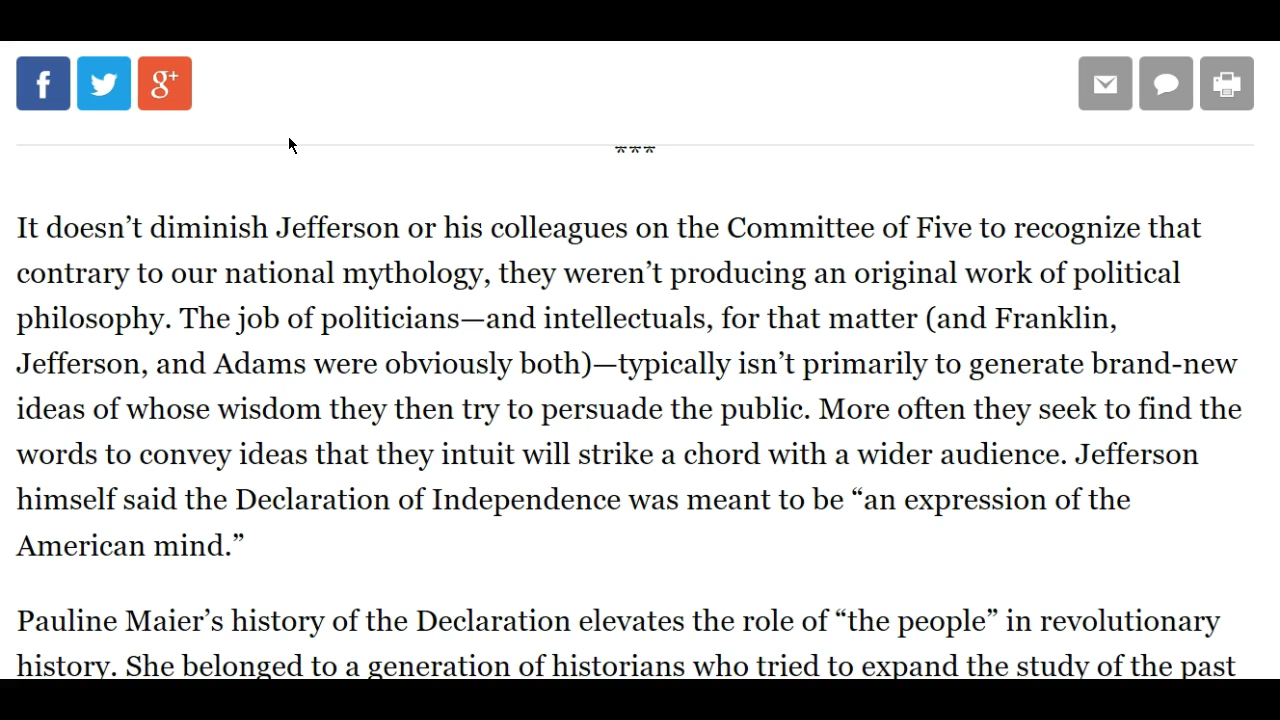 f g+
***
It doesn’t diminish Jefferson or his colleagues on the Committee of Five to recognize that
contrary to our national mythology, they weren’t producing an original work of political
philosophy. The job of politicians—and intellectuals, for that matter (and Franklin,
Jefferson, and Adams were obviously both)—typically isn’t primarily to generate brand-new
ideas of whose wisdom they then try to persuade the public. More often they seek to find the
words to convey ideas that they intuit will strike a chord with a wider audience. Jefferson
himself said the Declaration of Independence was meant to be “an expression of the
American mind.”
Pauline Maier’s history of the Declaration elevates the role of “the people” in revolutionary
history. She belonged to a generation of historians who tried to expand the study of the past